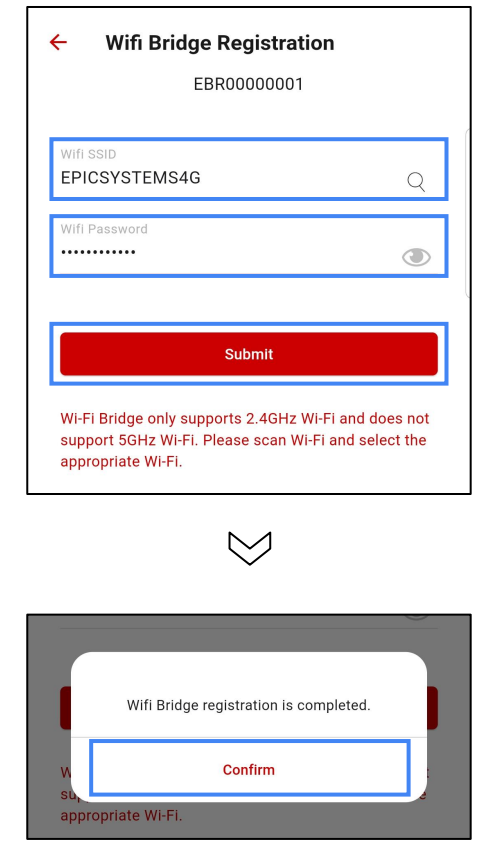 Wifi Bridge Registration
EBR00000001
Wifi SSID
EPICSYSTEMS4G
Wifi Password
••••••••••••
Submit
Wi-Fi Bridge only supports 2.4GHz Wi-Fi and does not
support 5GHz Wi-Fi. Please scan Wi-Fi and select the
appropriate Wi-Fi.
Wifi Bridge registration is completed.
Confirm
appropriate Wi-Fi.